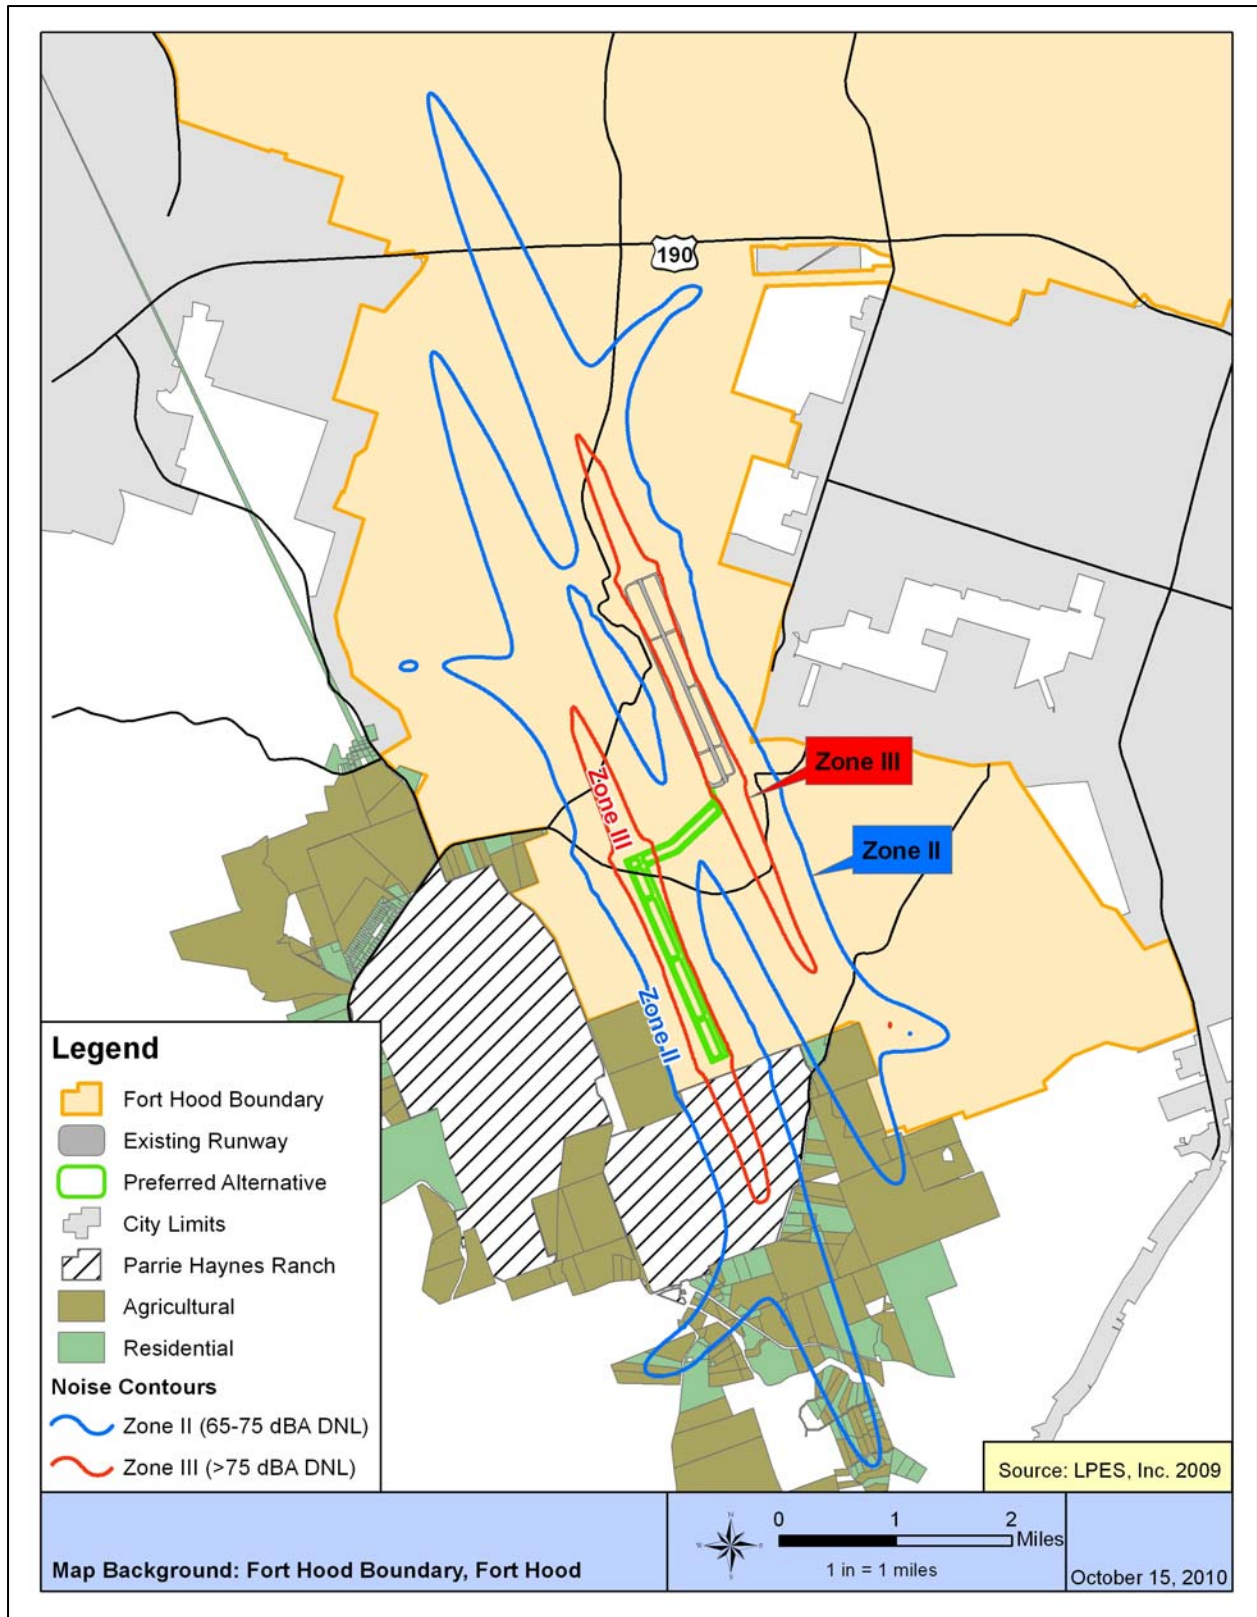 190
Zone III
Zone III
Zone II
Zone II
Legend
Fort Hood Boundary
Existing Runway
Preferred Alternative
City Limits
Parrie Haynes Ranch
Agricultural
Residential
Noise Contours
Zone II (65-75 dBA DNL)
Zone III (>75 dBA DNL)
Source: LPES, Inc. 2009
Map Background: Fort Hood Boundary, Fort Hood
N
W
E
S
0 1 2
Miles
1 in = 1 miles
October 15, 2010